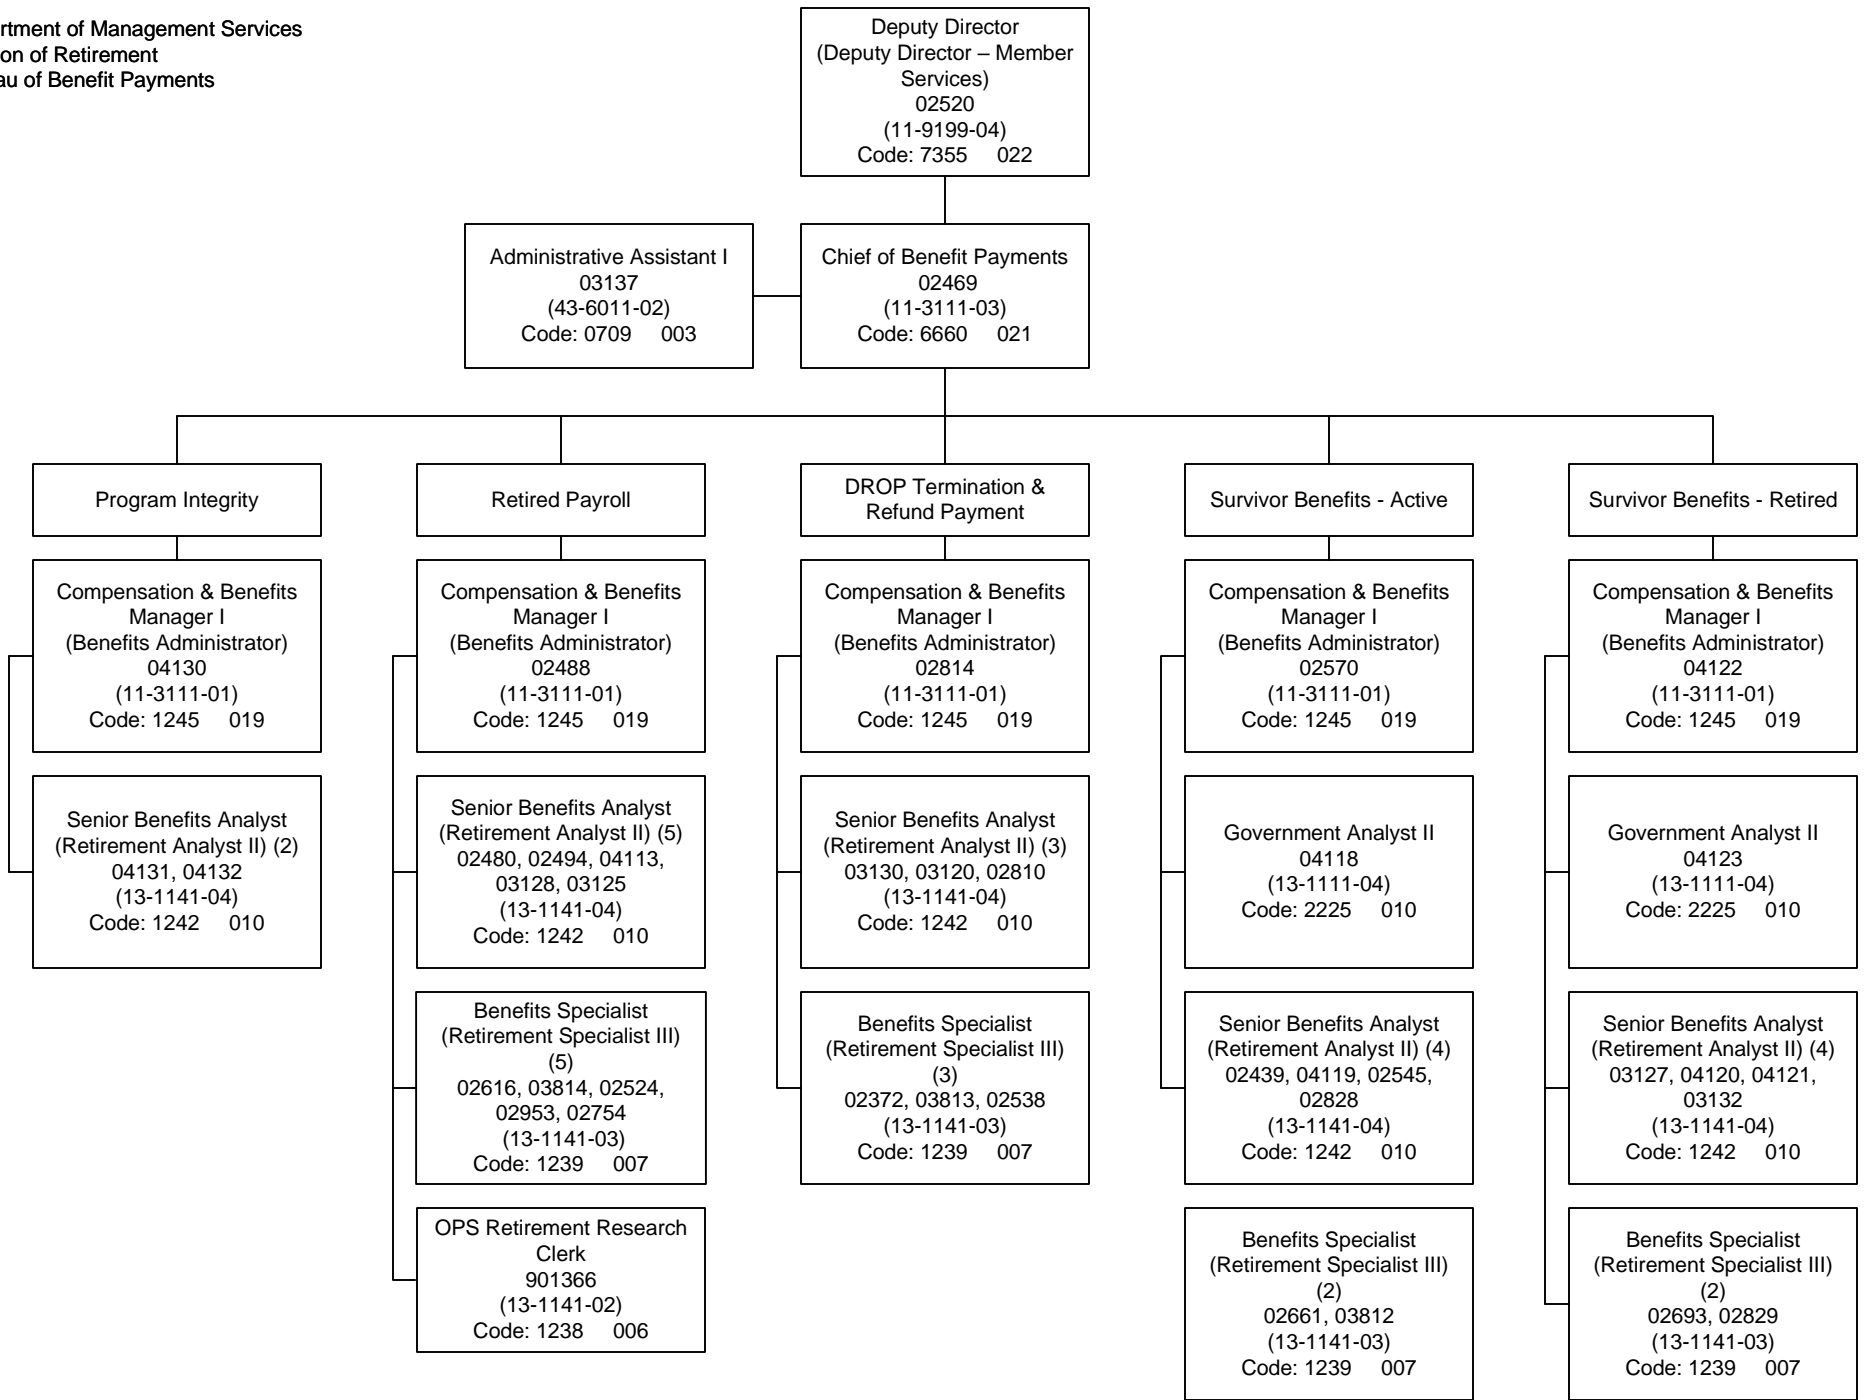 rtment of Management Services
on of Retirement
au of Benefit Payments
Deputy Director
(Deputy Director – Member
Services)
02520
(11-9199-04)
Code: 7355 022
Administrative Assistant I
03137
(43-6011-02)
Code: 0709 003
Chief of Benefit Payments
02469
(11-3111-03)
Code: 6660 021
Program Integrity
Compensation & Benefits
Manager I
(Benefits Administrator)
04130
(11-3111-01)
Code: 1245 019
Senior Benefits Analyst
(Retirement Analyst II) (2)
04131, 04132
(13-1141-04)
Code: 1242 010
Retired Payroll
Compensation & Benefits
Manager I
(Benefits Administrator)
02488
(11-3111-01)
Code: 1245 019
Senior Benefits Analyst
(Retirement Analyst II) (5)
02480, 02494, 04113,
03128, 03125
(13-1141-04)
Code: 1242 010
Benefits Specialist
(Retirement Specialist III)
(5)
02616, 03814, 02524,
02953, 02754
(13-1141-03)
Code: 1239 007
OPS Retirement Research
Clerk
901366
(13-1141-02)
Code: 1238 006
DROP Termination &
Refund Payment
Compensation & Benefits
Manager I
(Benefits Administrator)
02814
(11-3111-01)
Code: 1245 019
Senior Benefits Analyst
(Retirement Analyst II) (3)
03130, 03120, 02810
(13-1141-04)
Code: 1242 010
Benefits Specialist
(Retirement Specialist III)
(3)
02372, 03813, 02538
(13-1141-03)
Code: 1239 007
Survivor Benefits - Active
Compensation & Benefits
Manager I
(Benefits Administrator)
02570
(11-3111-01)
Code: 1245 019
Government Analyst II
04118
(13-1111-04)
Code: 2225 010
Senior Benefits Analyst
(Retirement Analyst II) (4)
02439, 04119, 02545,
02828
(13-1141-04)
Code: 1242 010
Benefits Specialist
(Retirement Specialist III)
(2)
02661, 03812
(13-1141-03)
Code: 1239 007
Survivor Benefits - Retired
Compensation & Benefits
Manager I
(Benefits Administrator)
04122
(11-3111-01)
Code: 1245 019
Government Analyst II
04123
(13-1111-04)
Code: 2225 010
Senior Benefits Analyst
(Retirement Analyst II) (4)
03127, 04120, 04121,
03132
(13-1141-04)
Code: 1242 010
Benefits Specialist
(Retirement Specialist III)
(2)
02693, 02829
(13-1141-03)
Code: 1239 007